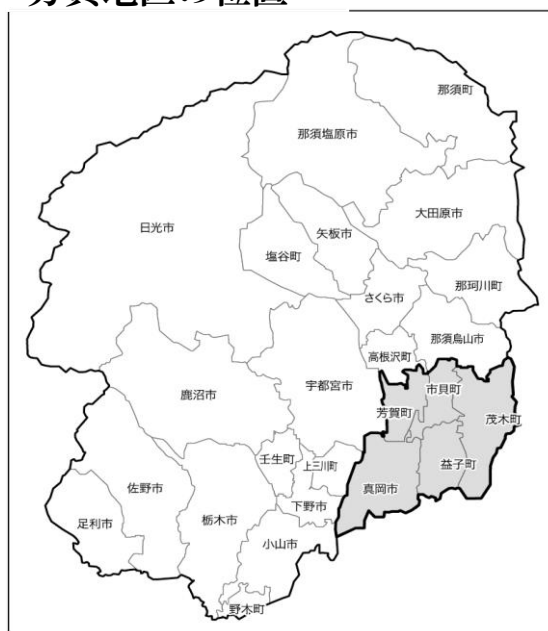 芳賀地区の位置
那須町
那須塩原市
大田原市
日光市
矢板市
塩谷町
那珂川町
さくら市
那須烏山市
高根沢町
宇都宮市
市貝町
鹿沼市
芳賀町
茂木町
壬生町
上三川町
益子町
佐野市
真岡市
下野市
足利市
栃木市
小山市
野木町